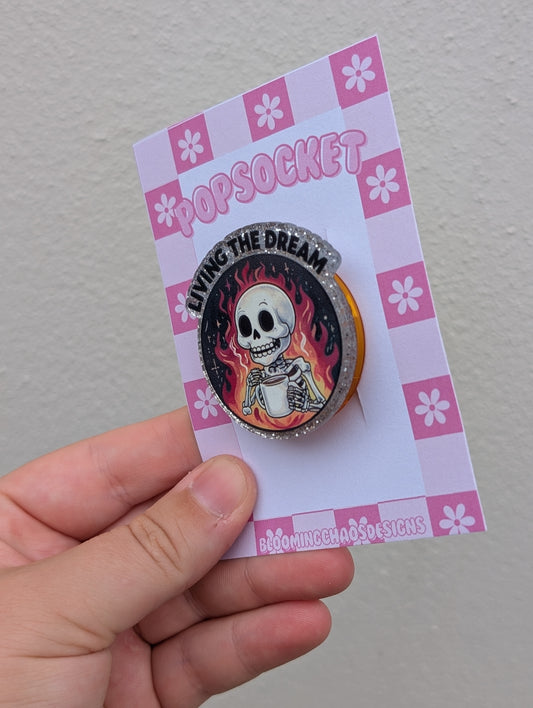 POPSOCKET
LIVING THE DREAM
BLOOMINGCHAOSDESIGNS